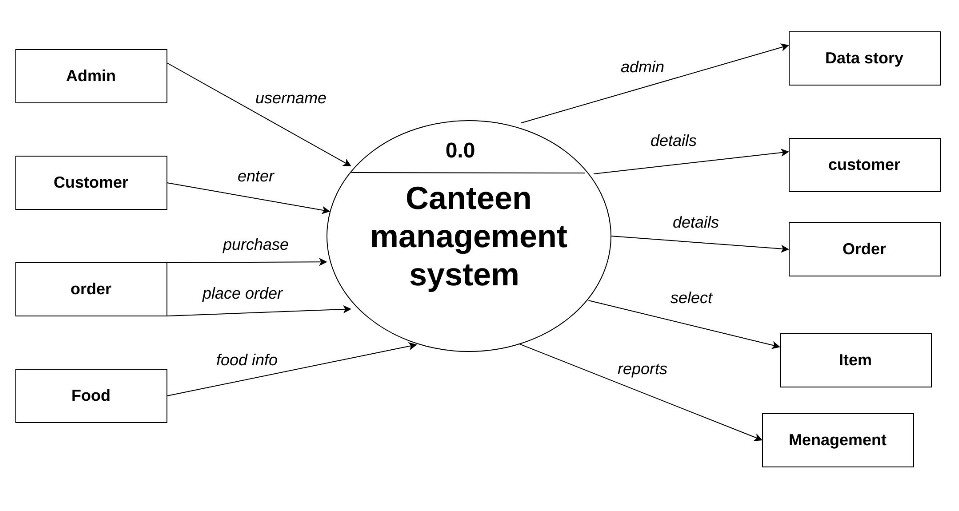 Admin
username
Customer
enter
order
purchase
place order
Food
food info
0.0
Canteen
management
system
admin
Data story
details
customer
details
Order
select
Item
reports
Menagement